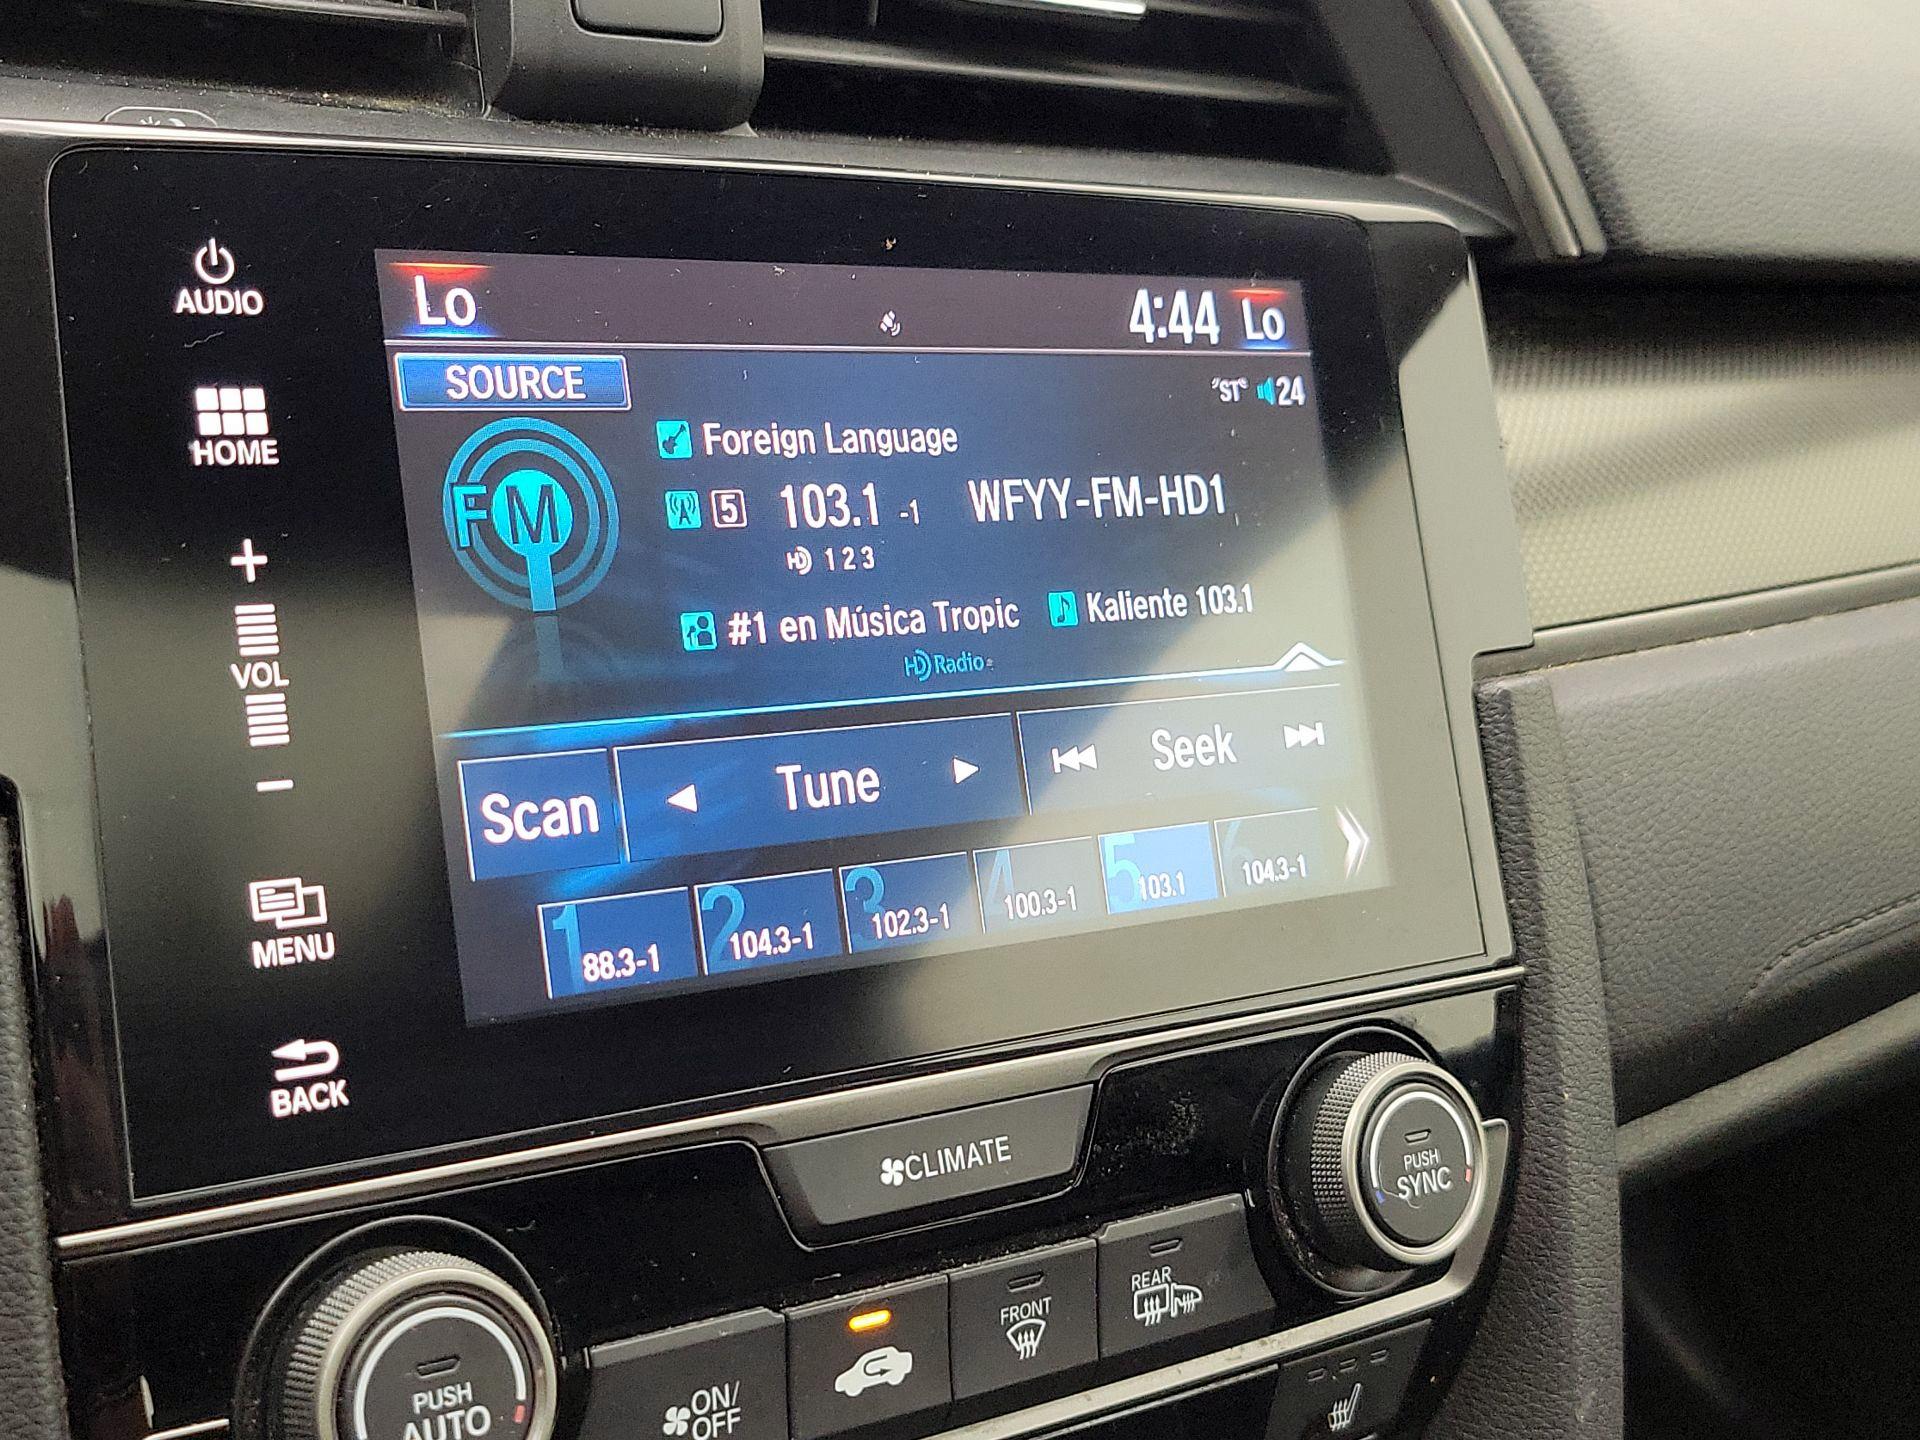 AUDIO
HOME
+
VOL
−
MENU
BACK
Lo
4:44 Lo
SOURCE
ST 24
FM
Foreign Language
5 103.1 -1 WFYY-FM-HD1
HD 1 2 3
#1 en Música Tropic Kaliente 103.1
HD Radio
Scan Tune Seek
1 88.3-1 2 104.3-1 3 102.3-1 4 100.3-1 5 103.1 6 104.3-1
CLIMATE
PUSH
SYNC
PUSH
AUTO
ON/
OFF
FRONT
REAR